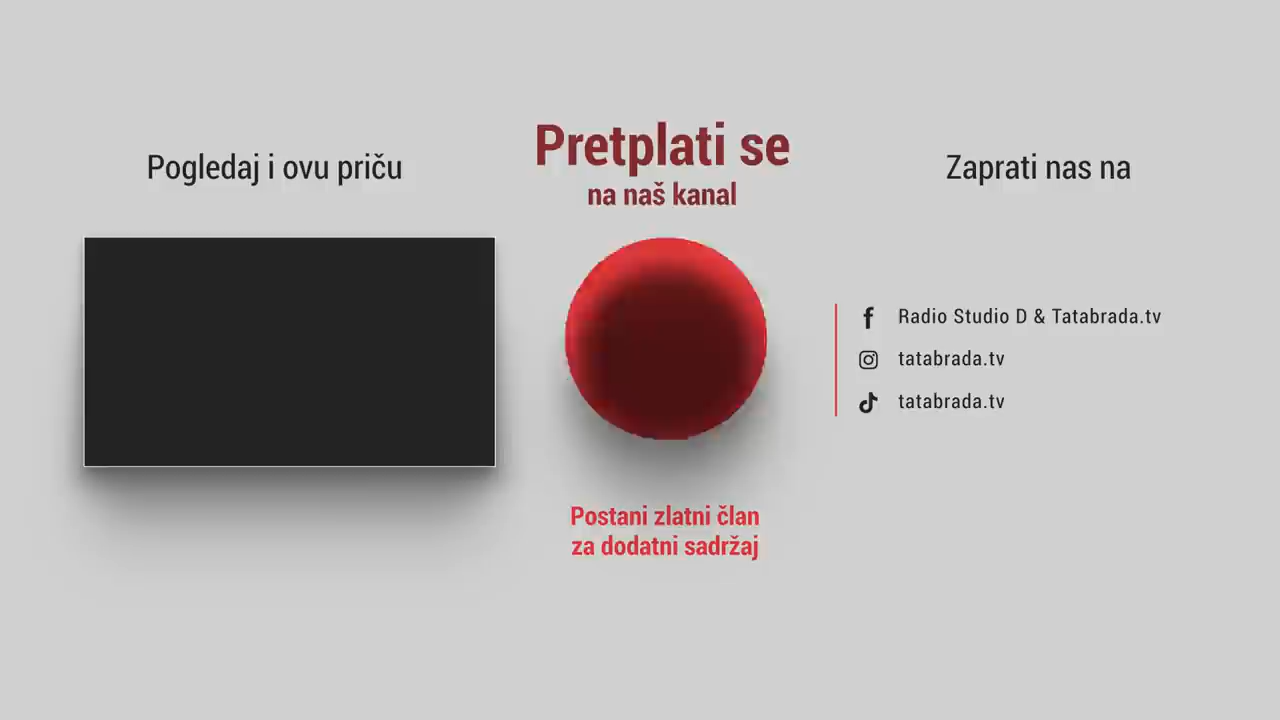 Pogledaj i ovu priču
Pretplati se
na naš kanal
Postani zlatni član
za dodatni sadržaj
Zaprati nas na
Radio Studio D & Tatabrada.tv
tatabrada.tv
tatabrada.tv